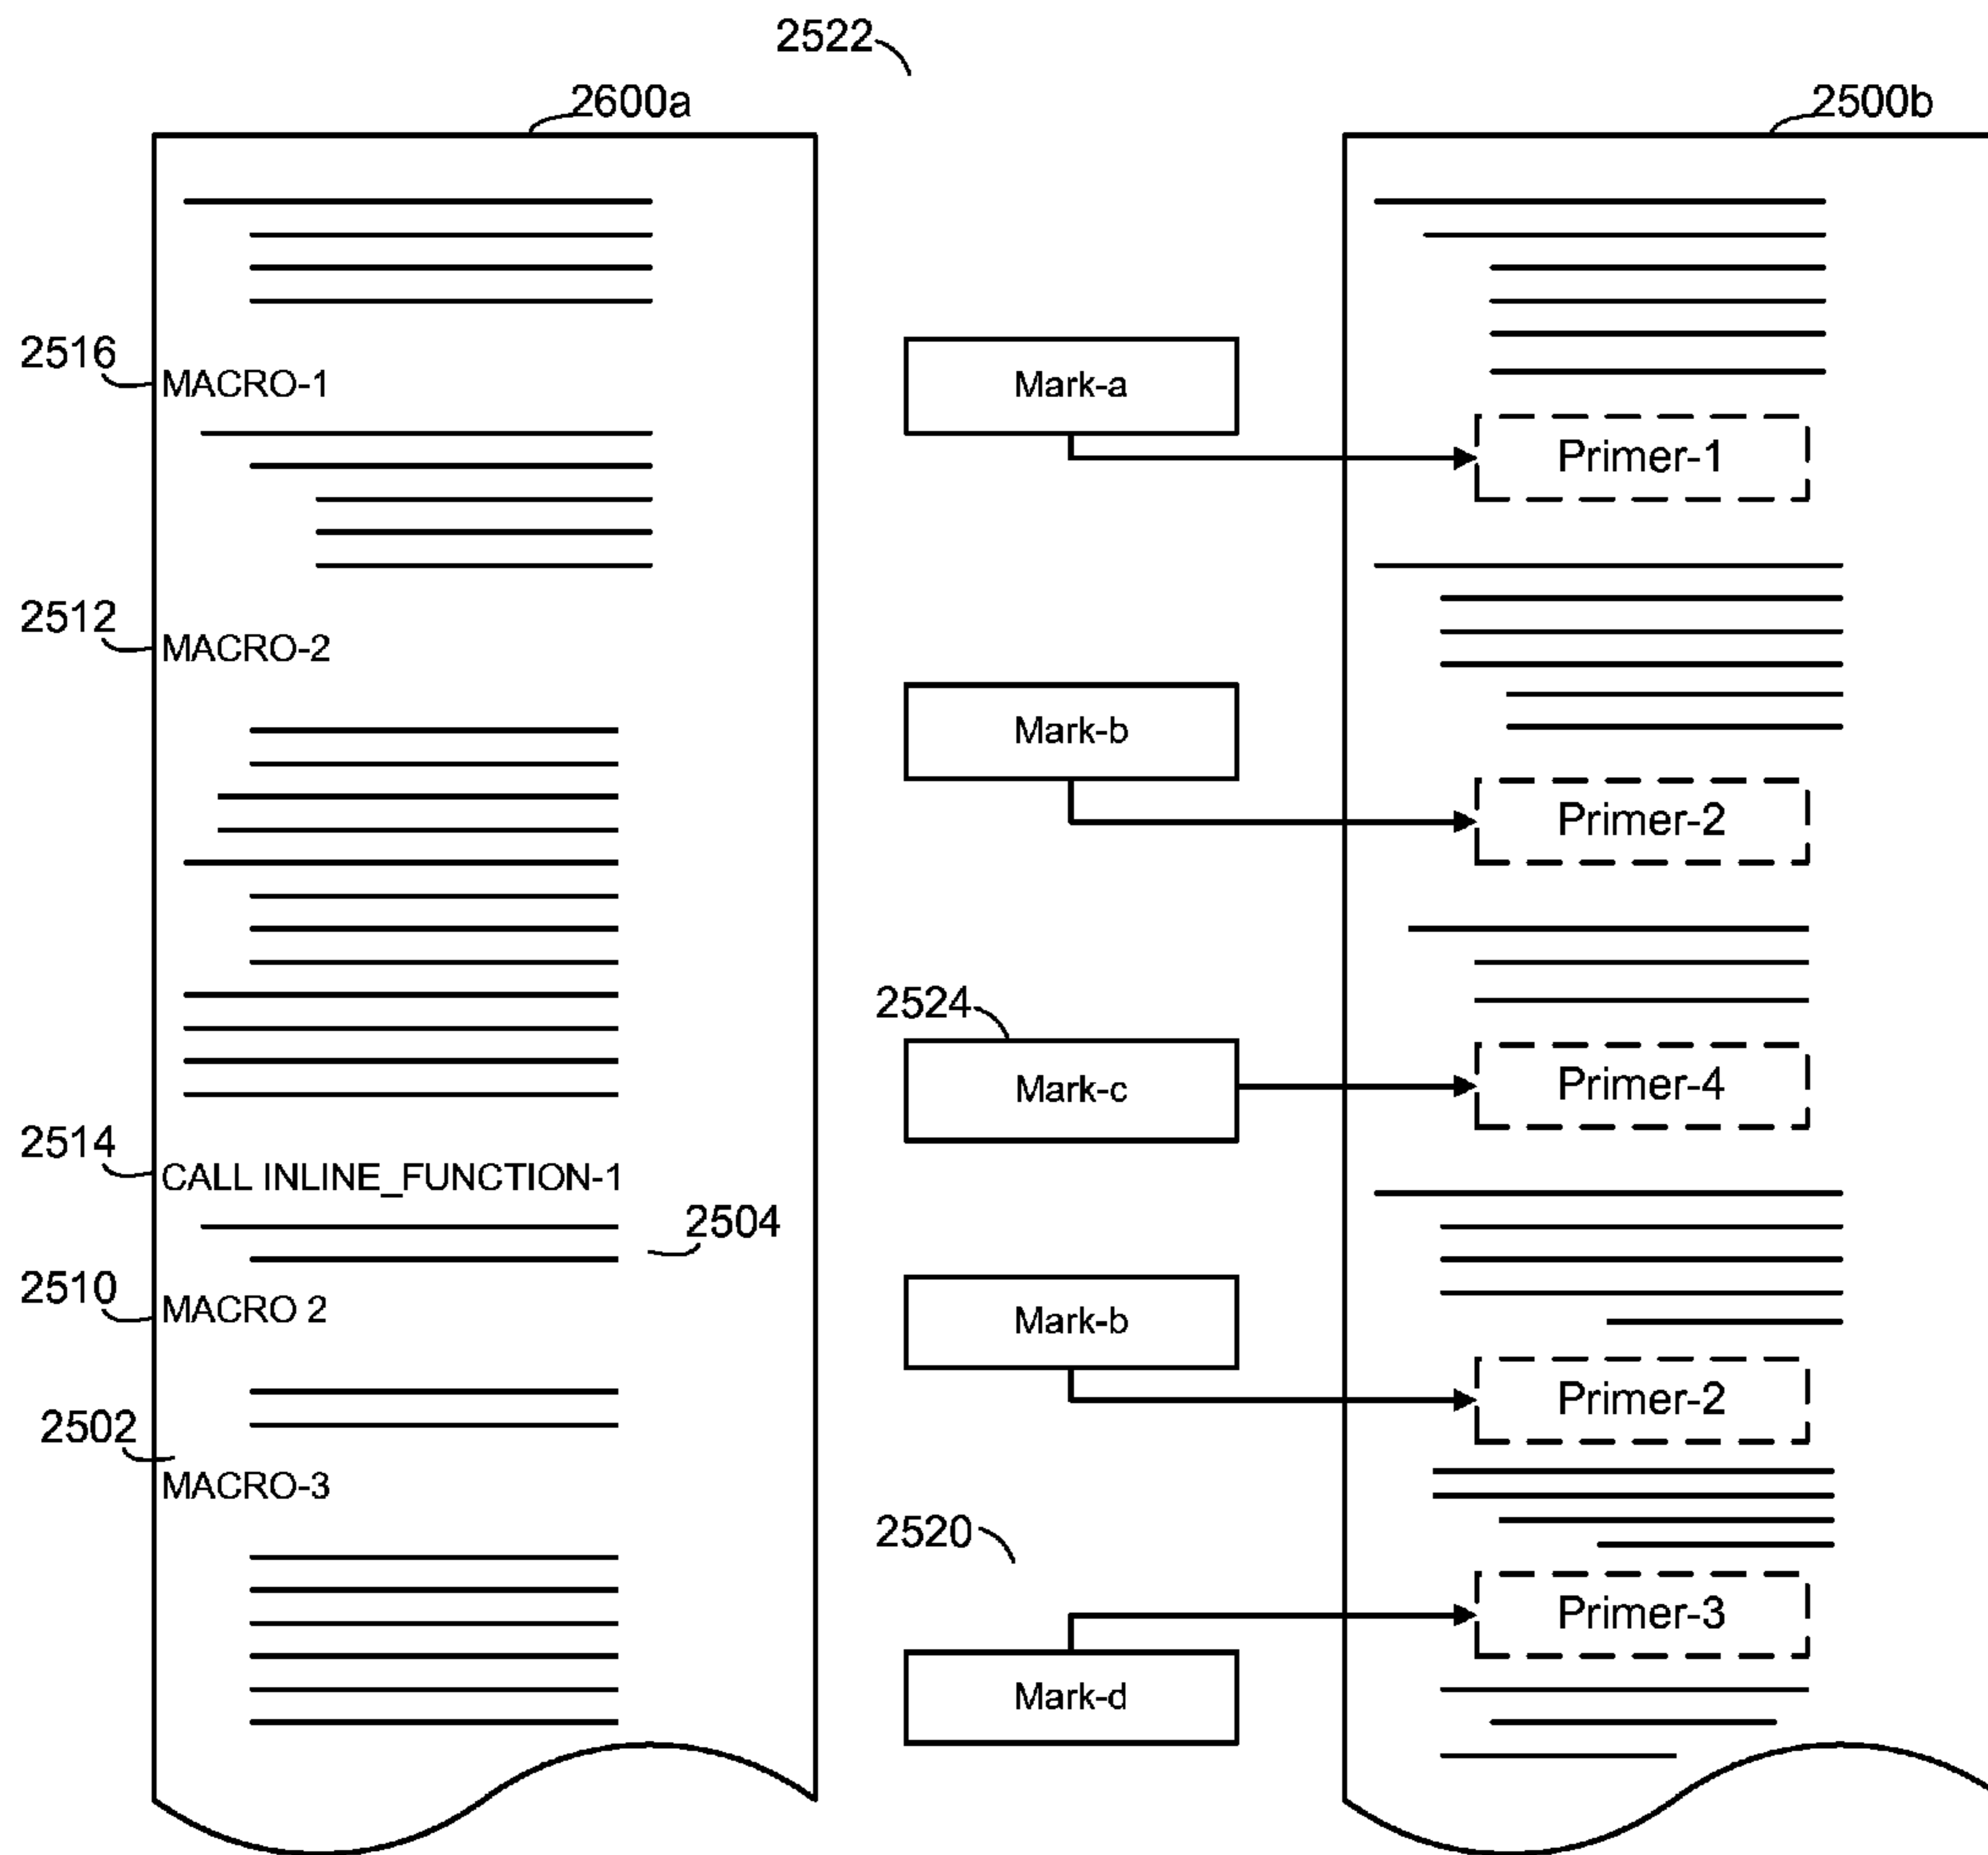 2522
2600a
2500b
2516
MACRO-1
Mark-a
Primer-1
2512
MACRO-2
Mark-b
Primer-2
2524
Mark-c
Primer-4
2514
CALL INLINE_FUNCTION-1
2504
2510
MACRO 2
Mark-b
Primer-2
2502
MACRO-3
2520
Primer-3
Mark-d